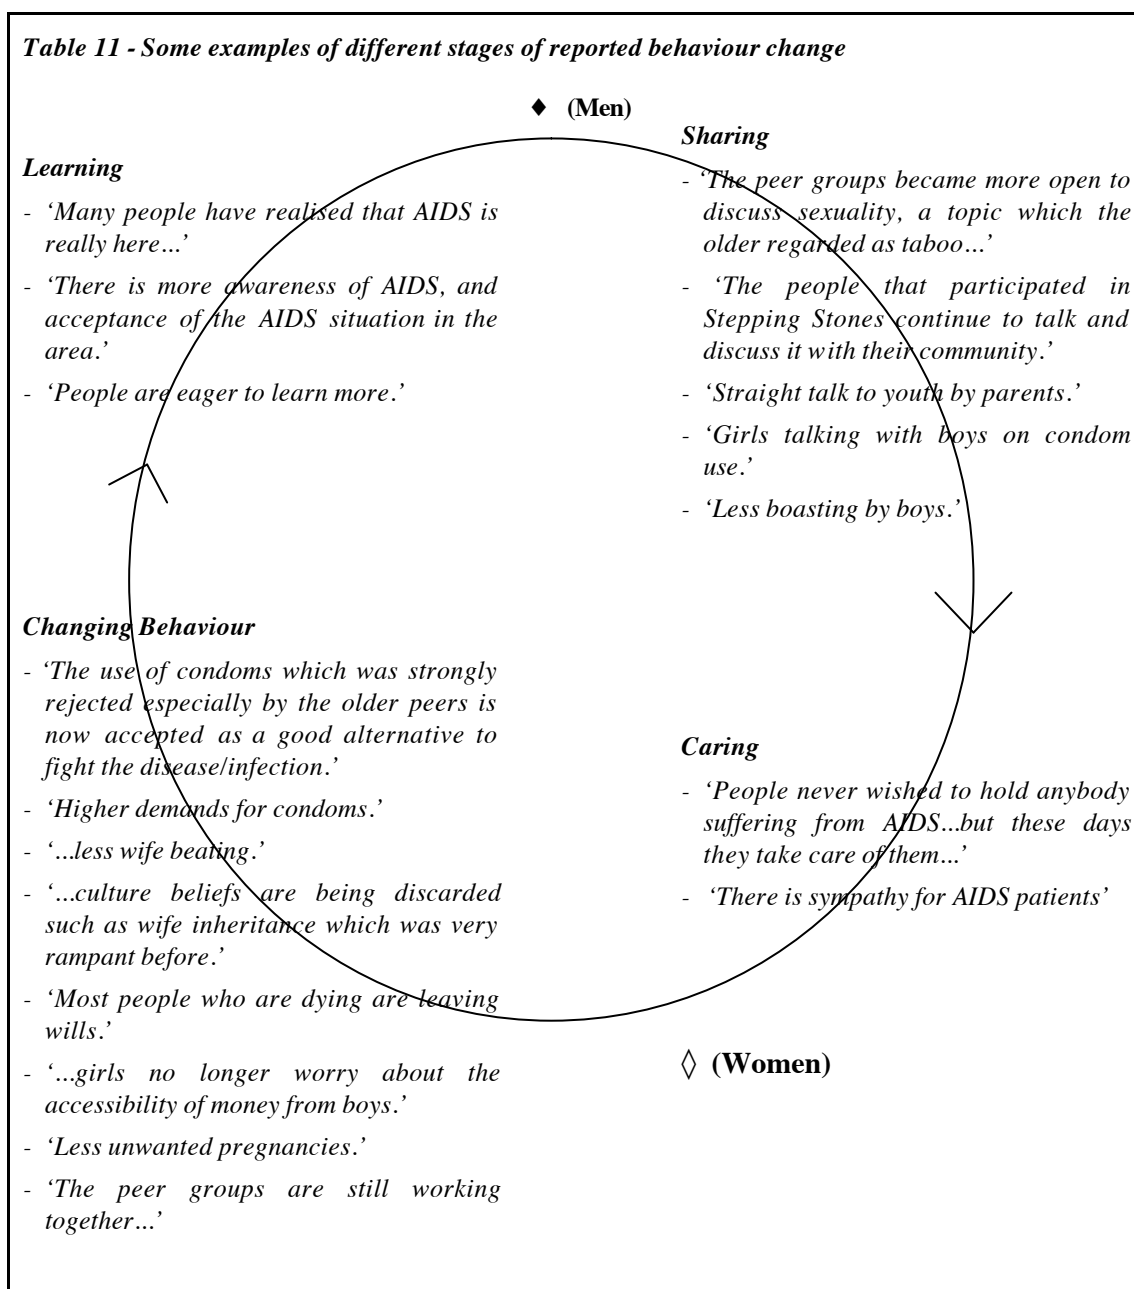 Table 11 - Some examples of different stages of reported behaviour change
♦ (Men)
Learning
- ‘Many people have realised that AIDS is
really here...’
- ‘There is more awareness of AIDS, and
acceptance of the AIDS situation in the
area.’
- ‘People are eager to learn more.’
Sharing
- ‘The peer groups became more open to
discuss sexuality, a topic which the
older regarded as taboo...’
- ‘The people that participated in
Stepping Stones continue to talk and
discuss it with their community.’
- ‘Straight talk to youth by parents.’
- ‘Girls talking with boys on condom
use.’
- ‘Less boasting by boys.’
Changing Behaviour
- ‘The use of condoms which was strongly
rejected especially by the older peers is
now accepted as a good alternative to
fight the disease/infection.’
- ‘Higher demands for condoms.’
- ‘...less wife beating.’
- ‘...culture beliefs are being discarded
such as wife inheritance which was very
rampant before.’
- ‘Most people who are dying are leaving
wills.’
- ‘...girls no longer worry about the
accessibility of money from boys.’
- ‘Less unwanted pregnancies.’
- ‘The peer groups are still working
together...’
Caring
- ‘People never wished to hold anybody
suffering from AIDS...but these days
they take care of them...’
- ‘There is sympathy for AIDS patients’
◊ (Women)